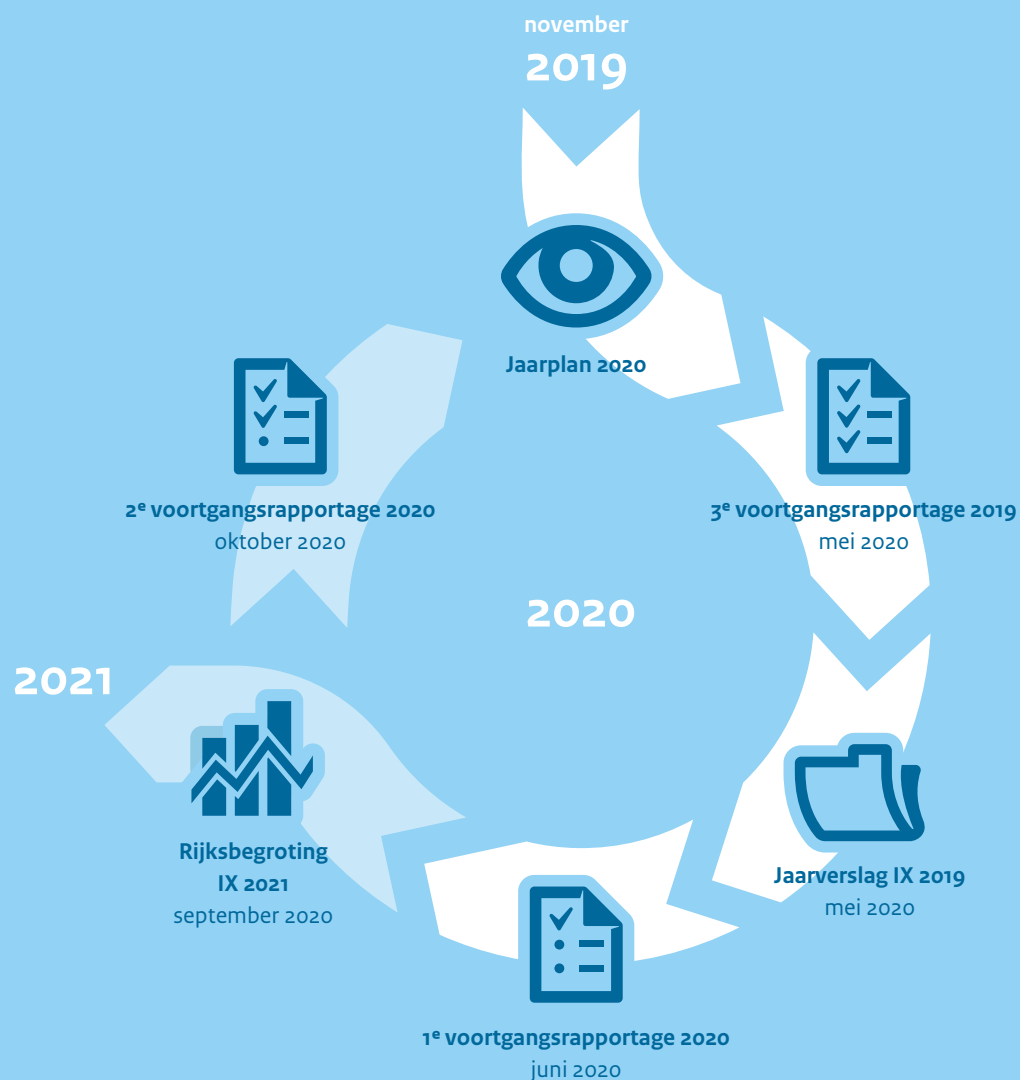 november
2019
Jaarplan 2020
3e voortgangsrapportage 2019
mei 2020
Jaarverslag IX 2019
mei 2020
1e voortgangsrapportage 2020
juni 2020
Rijksbegroting
IX 2021
september 2020
2021
2e voortgangsrapportage 2020
oktober 2020
2020